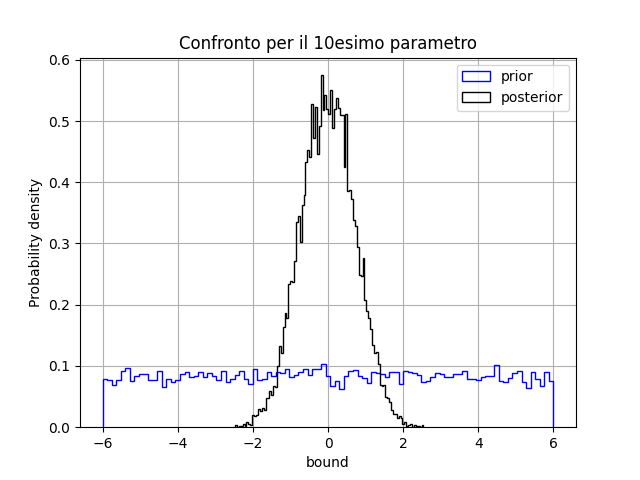 Confronto per il 10esimo parametro
prior
posterior
Probability density
0.6
0.5
0.4
0.3
0.2
0.1
0.0
−6 −4 −2 0 2 4 6
bound